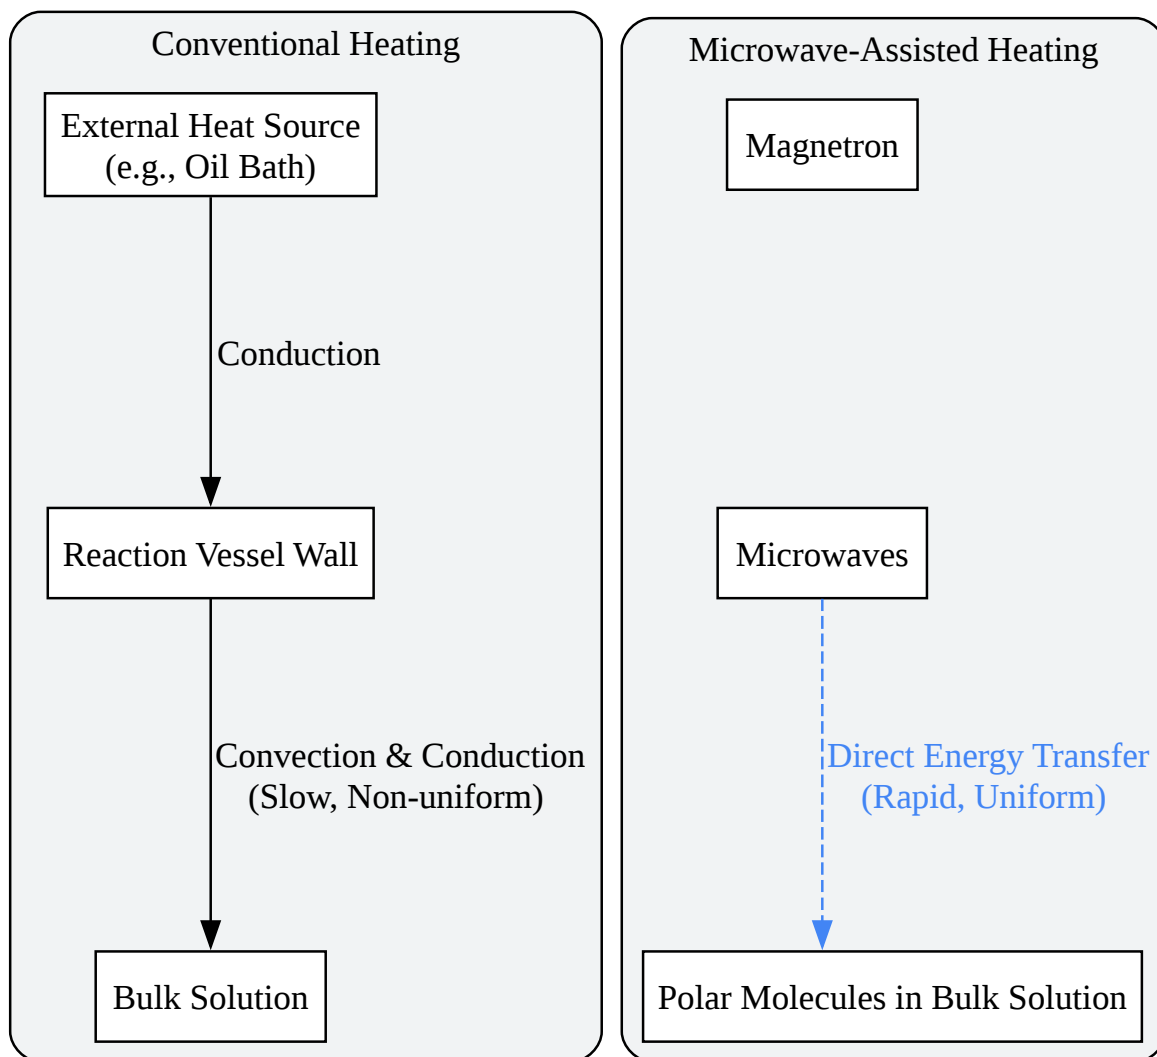 Conventional Heating
External Heat Source
(e.g., Oil Bath)
Conduction
Reaction Vessel Wall
Convection & Conduction
(Slow, Non-uniform)
Bulk Solution
Microwave-Assisted Heating
Magnetron
Microwaves
Direct Energy Transfer
(Rapid, Uniform)
Polar Molecules in Bulk Solution